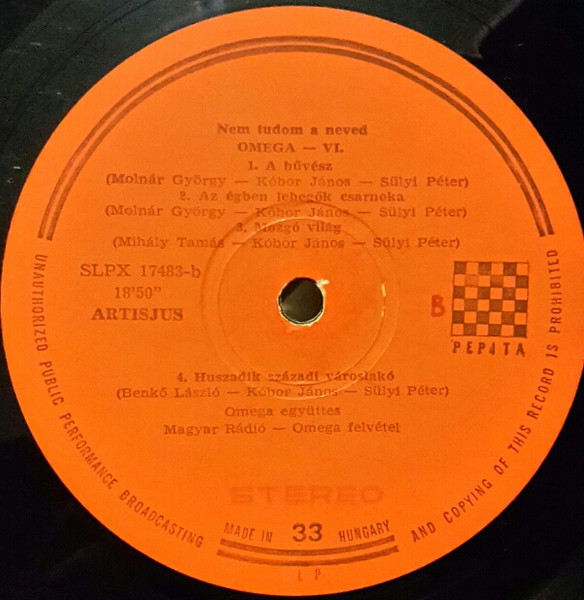 Nem tudom a neved
OMEGA — VI.
1. A bűvész
(Molnár György — Kóbor János — Sülyi Péter)
2. Az égben lebegők csarnoka
(Molnár György — Kóbor János — Sülyi Péter)
3. Mozgó világ
(Mihály Tamás — Kóbor János — Sülyi Péter)
SLPX 17483-b
18'50"
ARTISJUS
B
PEPITA
4. Huszadik századi városlakó
(Benkő László — Kóbor János — Sülyi Péter)
Omega együttes
Magyar Rádió — Omega felvétel
STEREO
MADE IN 33 HUNGARY
LP
UNAUTHORIZED PUBLIC PERFORMANCE BROADCASTING AND COPYING OF THIS RECORD IS PROHIBITED